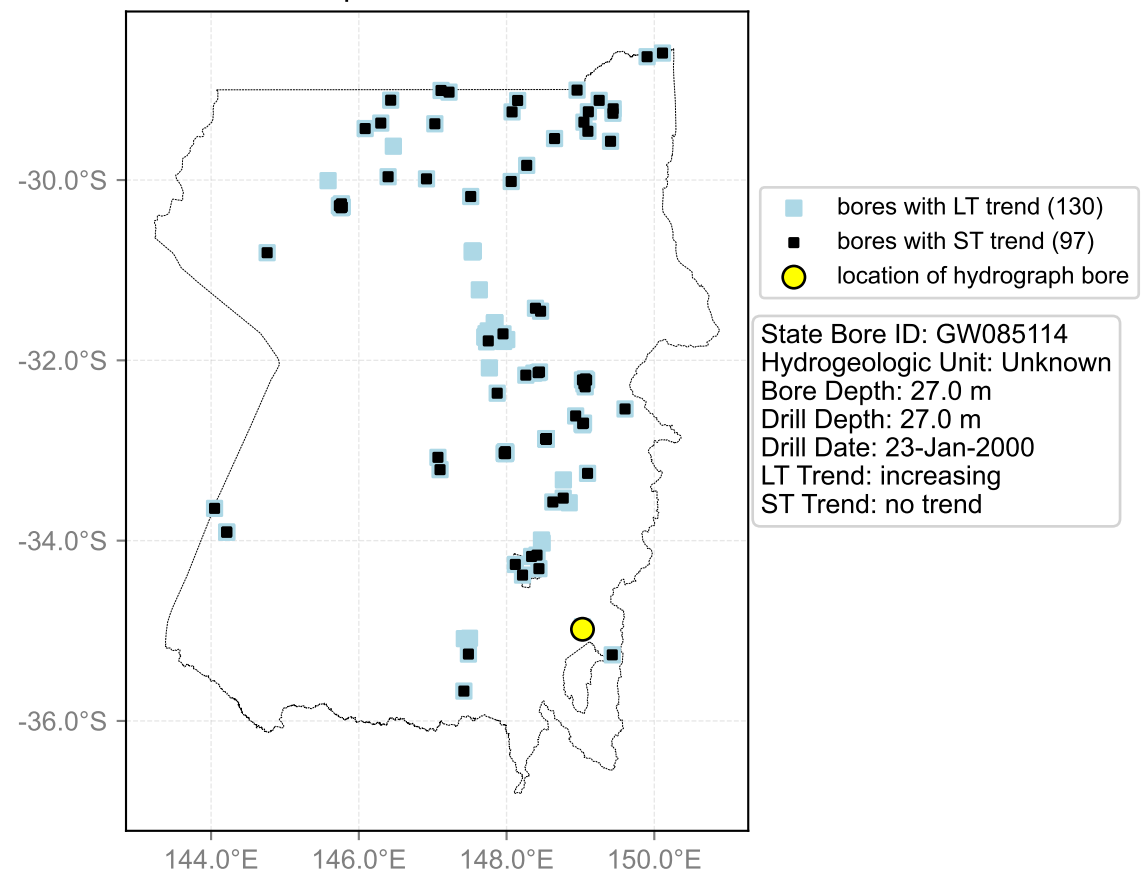 -30.0°S
-32.0°S
-34.0°S
-36.0°S
144.0°E 146.0°E 148.0°E 150.0°E
bores with LT trend (130)
bores with ST trend (97)
location of hydrograph bore
State Bore ID: GW085114
Hydrogeologic Unit: Unknown
Bore Depth: 27.0 m
Drill Depth: 27.0 m
Drill Date: 23-Jan-2000
LT Trend: increasing
ST Trend: no trend